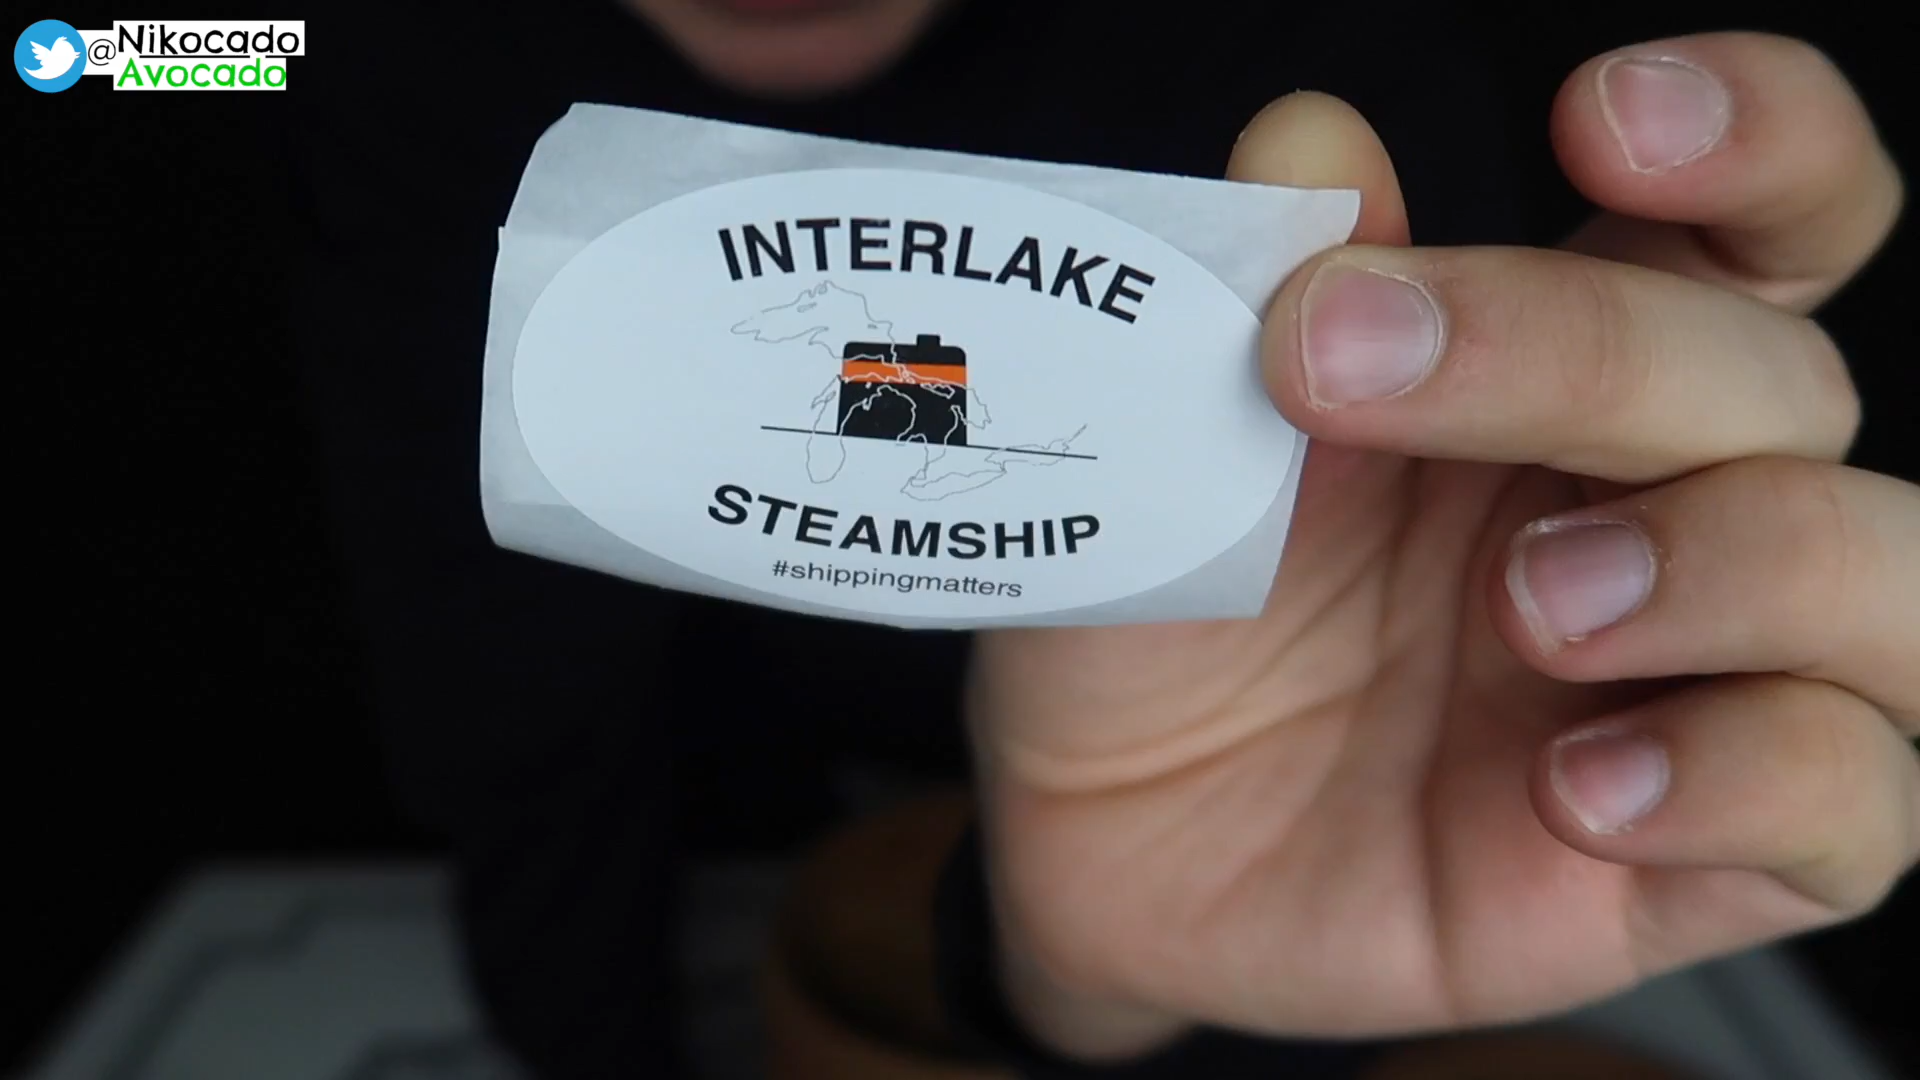 @Nikocado
Avocado
INTERLAKE
STEAMSHIP
#shippingmatters